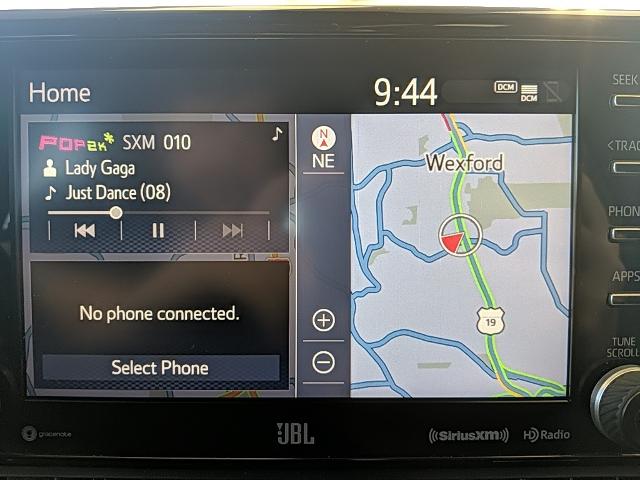 Home
9:44
DCM
DCM
POP2K SXM 010
Lady Gaga
Just Dance (08)
No phone connected.
Select Phone
N
NE
Wexford
19
SEEK
<TRAC
PHON
APPS
TUNE
SCROLL
gracenote
JBL
((SiriusXM))
HD Radio